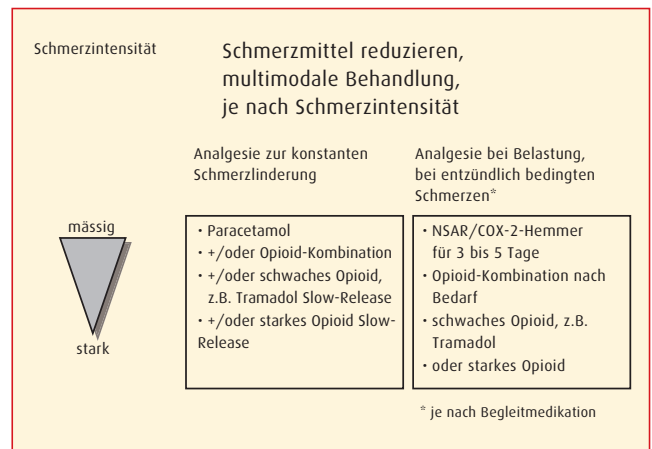 Schmerzintensität
Schmerzmittel reduzieren,
multimodale Behandlung,
je nach Schmerzintensität
Analgesie zur konstanten
Schmerzlinderung
Analgesie bei Belastung,
bei entzündlich bedingten
Schmerzen*
mässig
stark
· Paracetamol
· +/oder Opioid-Kombination
· +/oder schwaches Opioid,
z.B. Tramadol Slow-Release
· +/oder starkes Opioid Slow-
Release
· NSAR/COX-2-Hemmer
für 3 bis 5 Tage
· Opioid-Kombination nach
Bedarf
· schwaches Opioid, z.B.
Tramadol
· oder starkes Opioid
* je nach Begleitmedikation